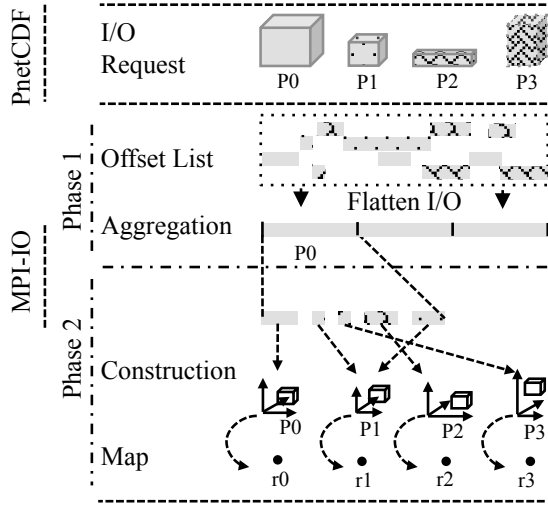 PnetCDF
I/O
Request
P0
P1
P2
P3
MPI-IO
Phase 1
Offset List
Flatten I/O
Aggregation
P0
Phase 2
Construction
P0
P1
P2
P3
Map
r0
r1
r2
r3